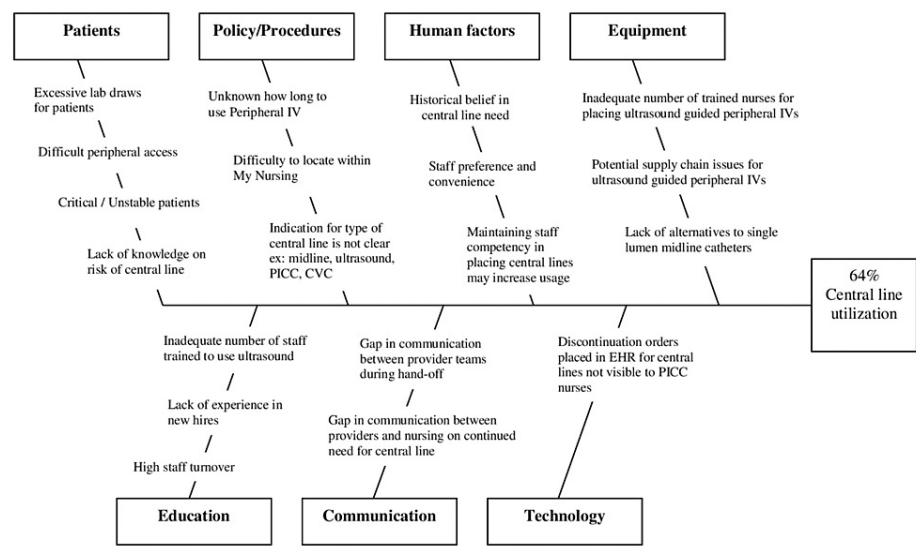 Patients
Policy/Procedures
Human factors
Equipment
Excessive lab draws
for patients
Difficult peripheral access
Critical / Unstable patients
Lack of knowledge on
risk of central line
Unknown how long to
use Peripheral IV
Difficulty to locate within
My Nursing
Indication for type of
central line is not clear
ex: midline, ultrasound,
PICC, CVC
Historical belief in
central line need
Staff preference and
convenience
Maintaining staff
competency in
placing central lines
may increase usage
Inadequate number of trained nurses for
placing ultrasound guided peripheral IVs
Potential supply chain issues for
ultrasound guided peripheral IVs
Lack of alternatives to single
lumen midline catheters
64%
Central line
utilization
Inadequate number of staff
trained to use ultrasound
Lack of experience in
new hires
High staff turnover
Gap in communication
between provider teams
during hand-off
Gap in communication between
providers and nursing on continued
need for central line
Discontinuation orders
placed in EHR for central
lines not visible to PICC
nurses
Education
Communication
Technology